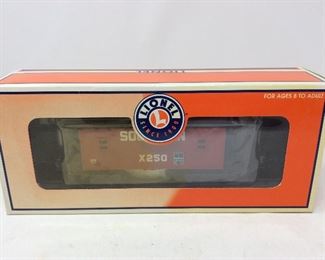 LIONEL
SINCE 1900
FOR AGES 8 TO ADULT
X250